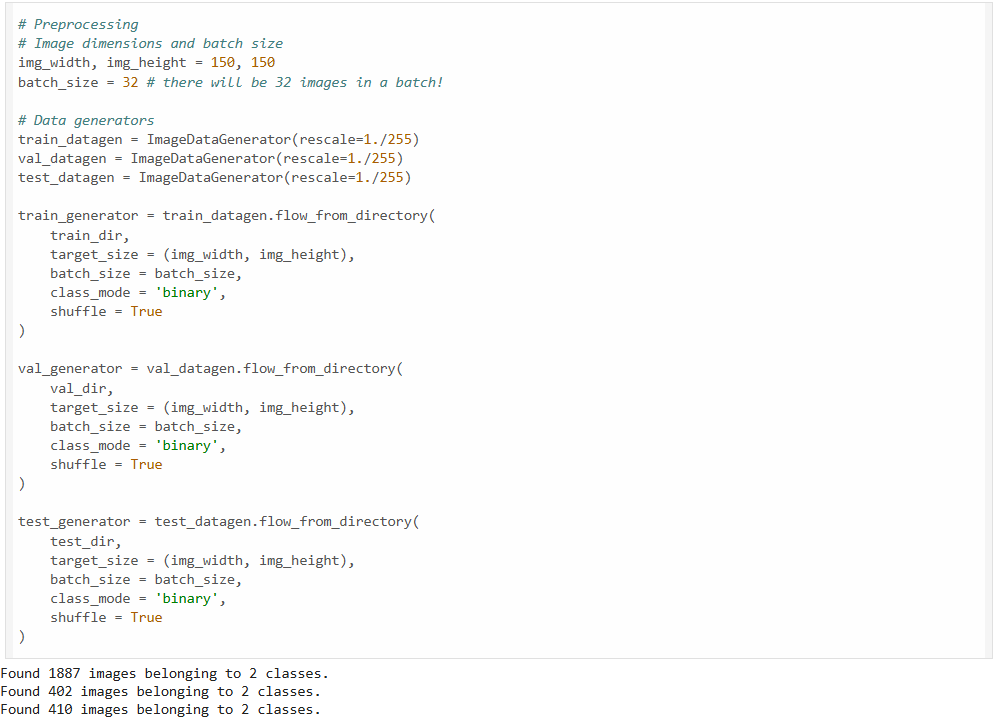 # Preprocessing
# Image dimensions and batch size
img_width, img_height = 150, 150
batch_size = 32 # there will be 32 images in a batch!

# Data generators
train_datagen = ImageDataGenerator(rescale=1./255)
val_datagen = ImageDataGenerator(rescale=1./255)
test_datagen = ImageDataGenerator(rescale=1./255)

train_generator = train_datagen.flow_from_directory(
    train_dir,
    target_size = (img_width, img_height),
    batch_size = batch_size,
    class_mode = 'binary',
    shuffle = True
)

val_generator = val_datagen.flow_from_directory(
    val_dir,
    target_size = (img_width, img_height),
    batch_size = batch_size,
    class_mode = 'binary',
    shuffle = True
)

test_generator = test_datagen.flow_from_directory(
    test_dir,
    target_size = (img_width, img_height),
    batch_size = batch_size,
    class_mode = 'binary',
    shuffle = True
)
Found 1887 images belonging to 2 classes.
Found 402 images belonging to 2 classes.
Found 410 images belonging to 2 classes.